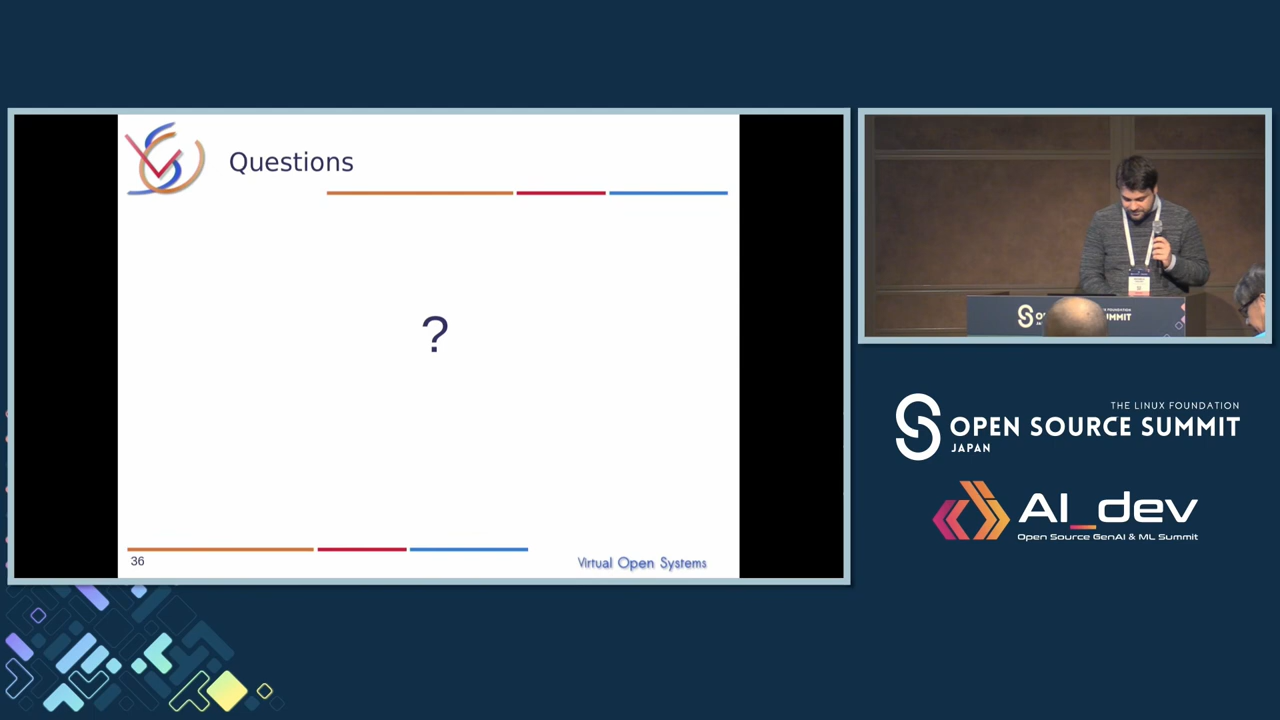 Questions
?
36
Virtual Open Systems
THE LINUX FOUNDATION
OPEN SOURCE SUMMIT
JAPAN
AI_dev
Open Source GenAI & ML Summit